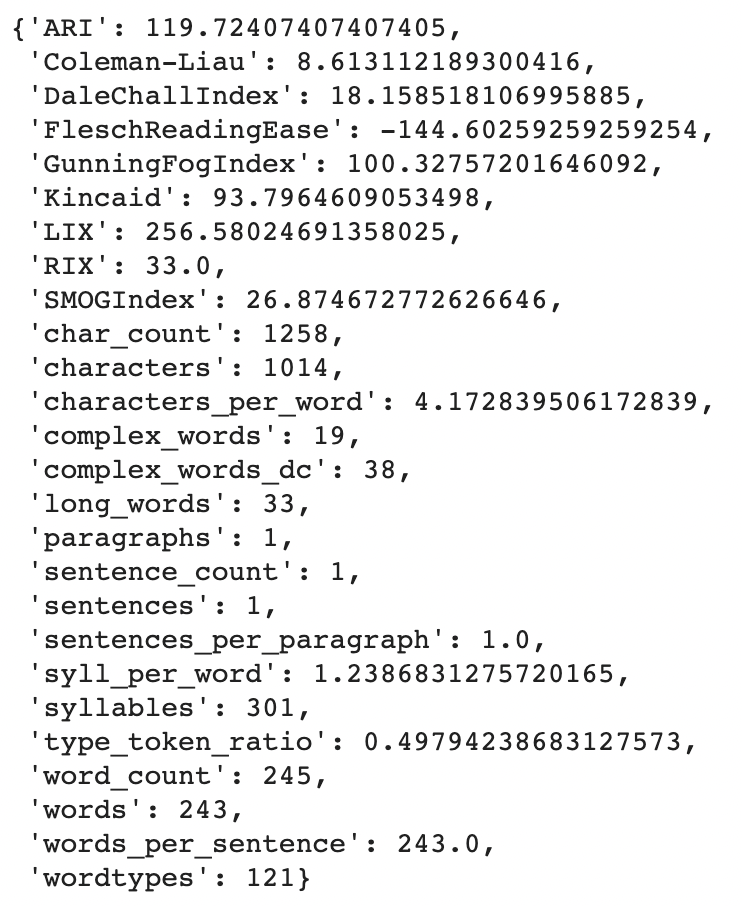 {'ARI': 119.72407407407405,
'Coleman-Liau': 8.613112189300416,
'DaleChallIndex': 18.158518106995885,
'FleschReadingEase': -144.60259259259254,
'GunningFogIndex': 100.32757201646092,
'Kincaid': 93.7964609053498,
'LIX': 256.58024691358025,
'RIX': 33.0,
'SMOGIndex': 26.874672772626646,
'char_count': 1258,
'characters': 1014,
'characters_per_word': 4.172839506172839,
'complex_words': 19,
'complex_words_dc': 38,
'long_words': 33,
'paragraphs': 1,
'sentence_count': 1,
'sentences': 1,
'sentences_per_paragraph': 1.0,
'syll_per_word': 1.2386831275720165,
'syllables': 301,
'type_token_ratio': 0.49794238683127573,
'word_count': 245,
'words': 243,
'words_per_sentence': 243.0,
'wordtypes': 121}